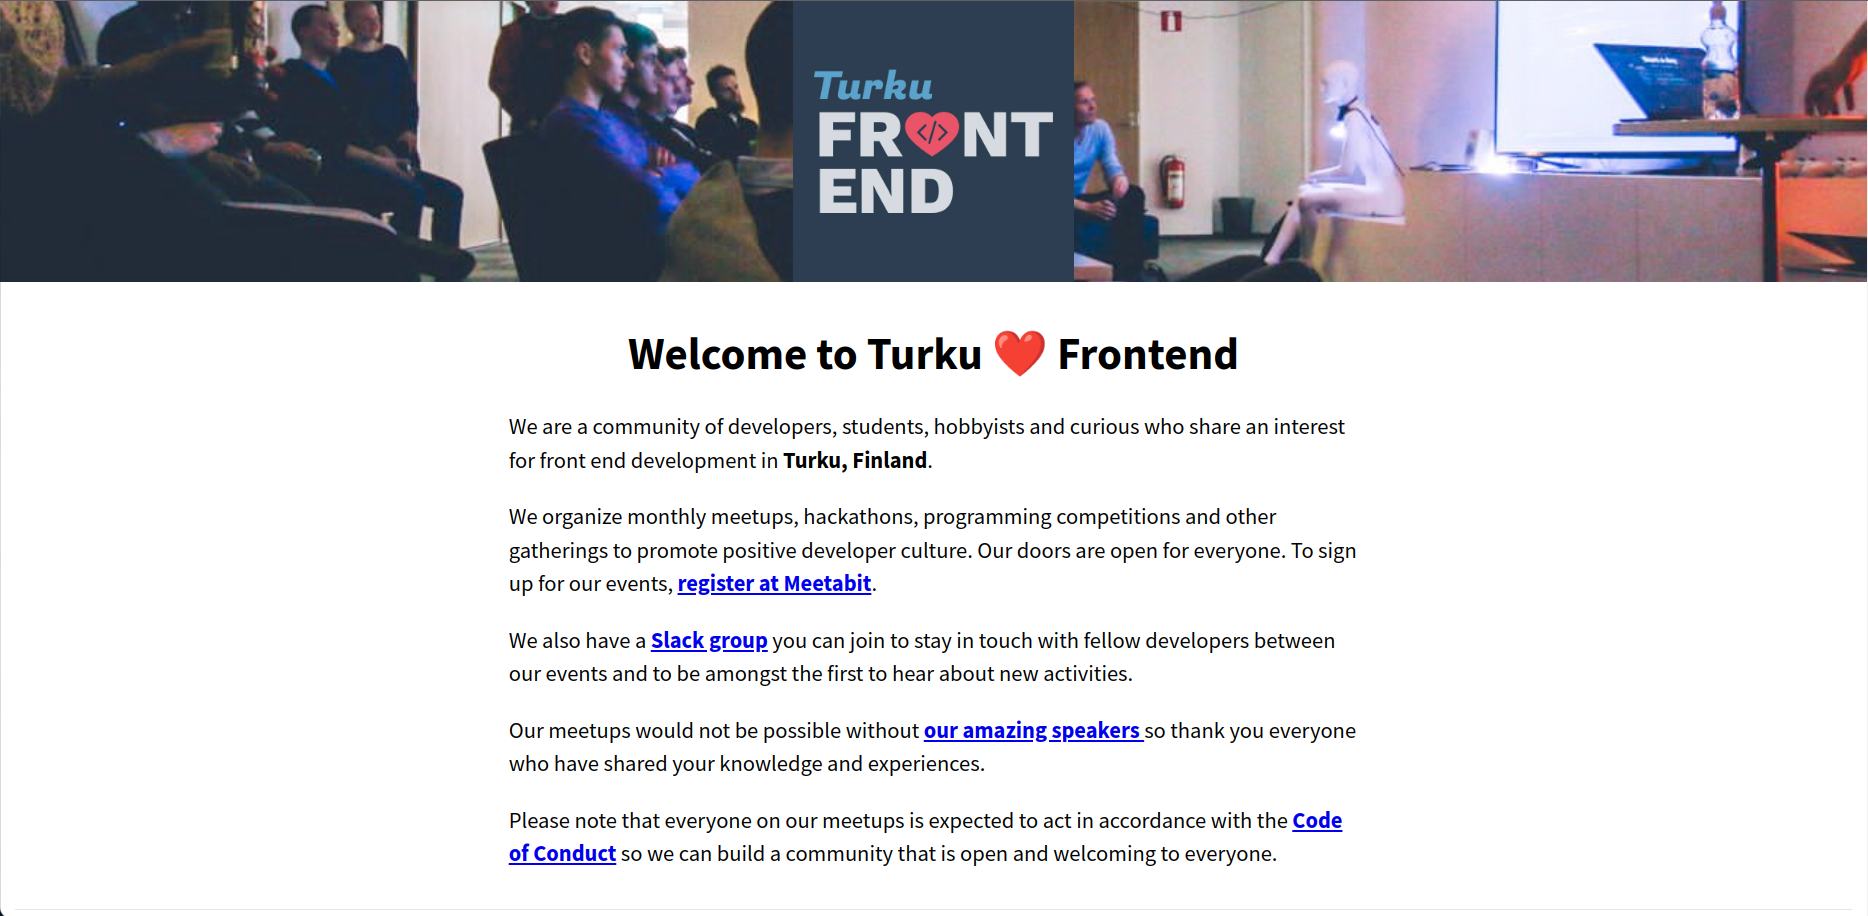 Turku
FR</>NT
END
Welcome to Turku ❤️ Frontend
We are a community of developers, students, hobbyists and curious who share an interest
for front end development in Turku, Finland.
We organize monthly meetups, hackathons, programming competitions and other
gatherings to promote positive developer culture. Our doors are open for everyone. To sign
up for our events, register at Meetabit.
We also have a Slack group you can join to stay in touch with fellow developers between
our events and to be amongst the first to hear about new activities.
Our meetups would not be possible without our amazing speakers so thank you everyone
who have shared your knowledge and experiences.
Please note that everyone on our meetups is expected to act in accordance with the Code
of Conduct so we can build a community that is open and welcoming to everyone.